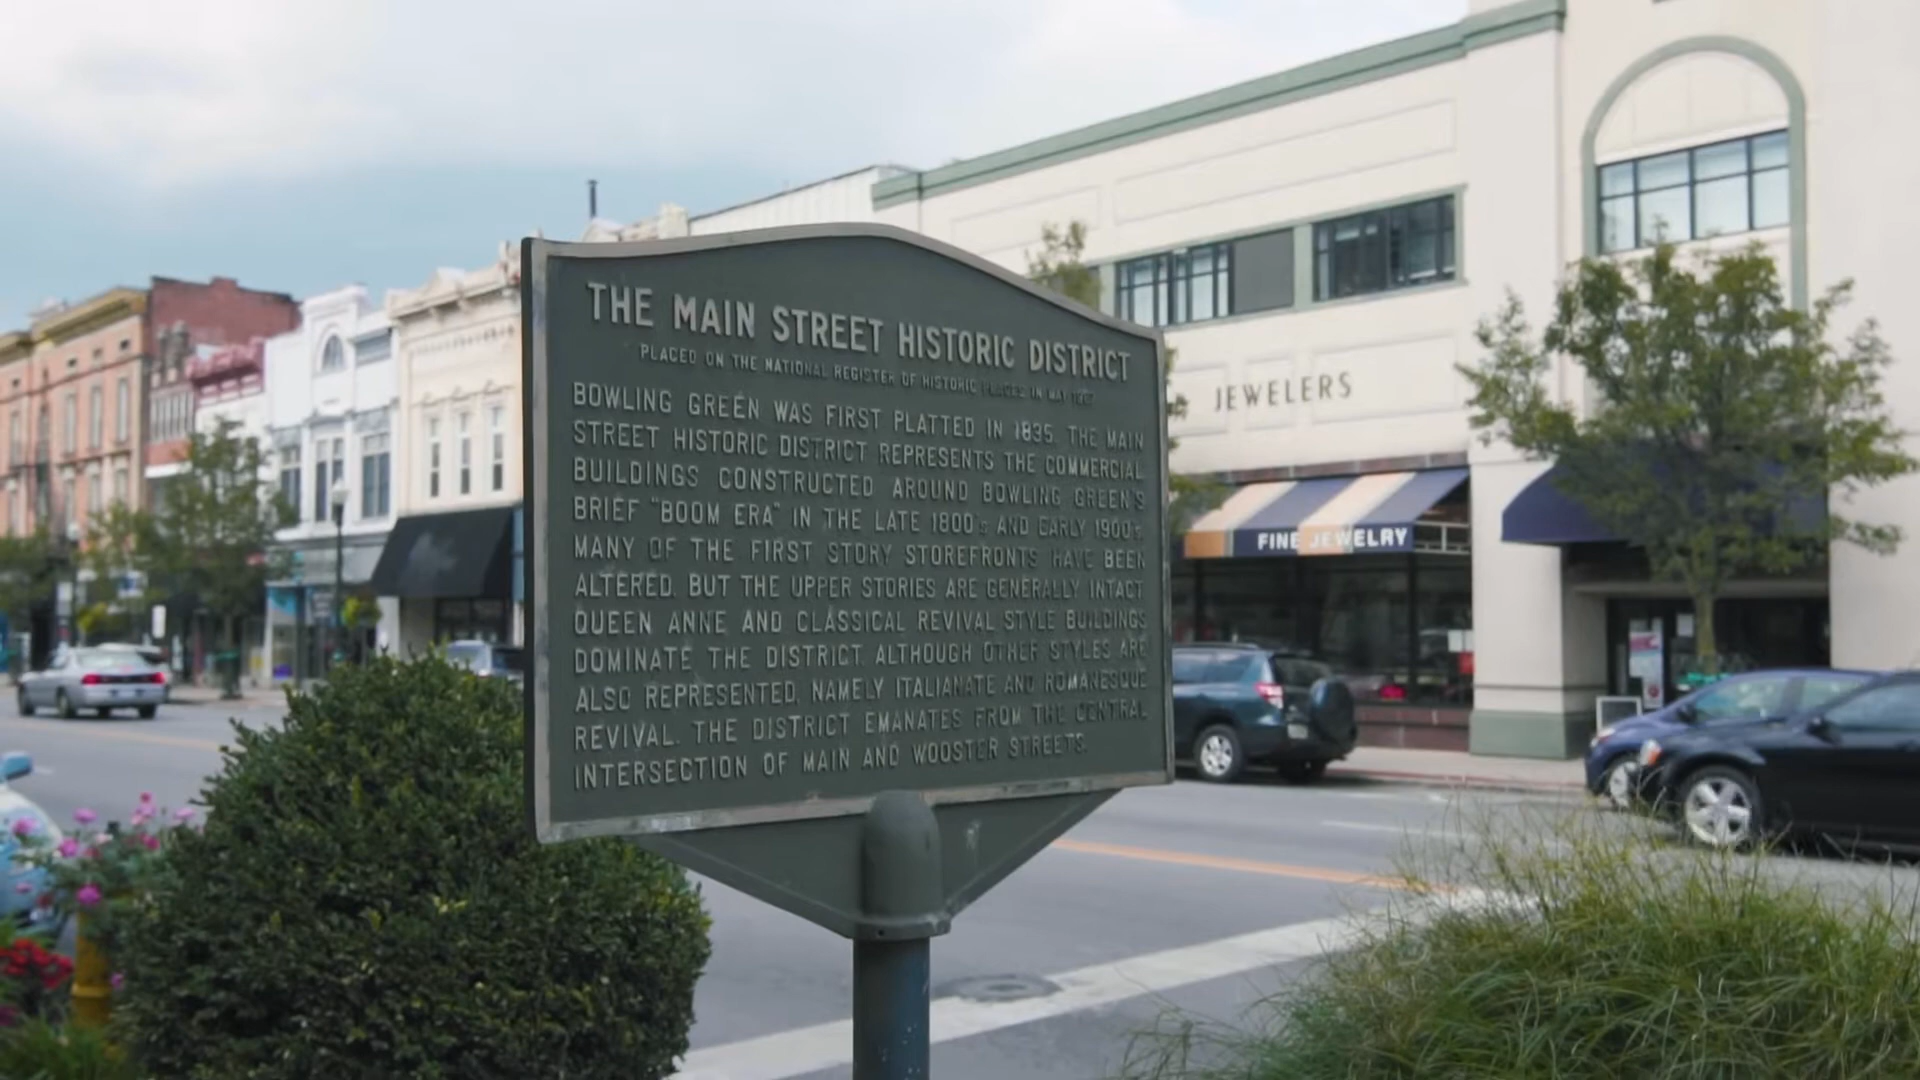 THE MAIN STREET HISTORIC DISTRICT
PLACED ON THE NATIONAL REGISTER OF HISTORIC PLACES IN MAY
BOWLING GREEN WAS FIRST PLATTED IN 1835. THE MAIN
STREET HISTORIC DISTRICT REPRESENTS THE COMMERCIAL
BUILDINGS CONSTRUCTED AROUND BOWLING GREEN'S
BRIEF "BOOM ERA" IN THE LATE 1800's AND EARLY 1900's.
MANY OF THE FIRST STORY STOREFRONTS HAVE BEEN
ALTERED, BUT THE UPPER STORIES ARE GENERALLY INTACT
QUEEN ANNE AND CLASSICAL REVIVAL STYLE BUILDINGS
DOMINATE THE DISTRICT, ALTHOUGH OTHER STYLES ARE
ALSO REPRESENTED, NAMELY ITALIANATE AND ROMANESQUE
REVIVAL. THE DISTRICT EMANATES FROM THE CENTRAL
INTERSECTION OF MAIN AND WOOSTER STREETS.
JEWELERS
FINE JEWELRY